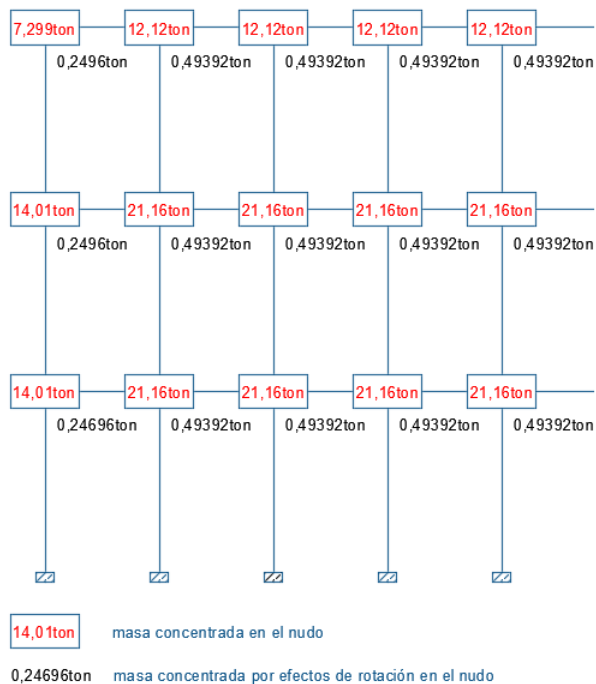 7,299ton 12,12ton 12,12ton 12,12ton 12,12ton
0,2496ton 0,49392ton 0,49392ton 0,49392ton 0,49392ton
14,01ton 21,16ton 21,16ton 21,16ton 21,16ton
0,2496ton 0,49392ton 0,49392ton 0,49392ton 0,49392ton
14,01ton 21,16ton 21,16ton 21,16ton 21,16ton
0,24696ton 0,49392ton 0,49392ton 0,49392ton 0,49392ton
14,01ton masa concentrada en el nudo
0,24696ton masa concentrada por efectos de rotación en el nudo